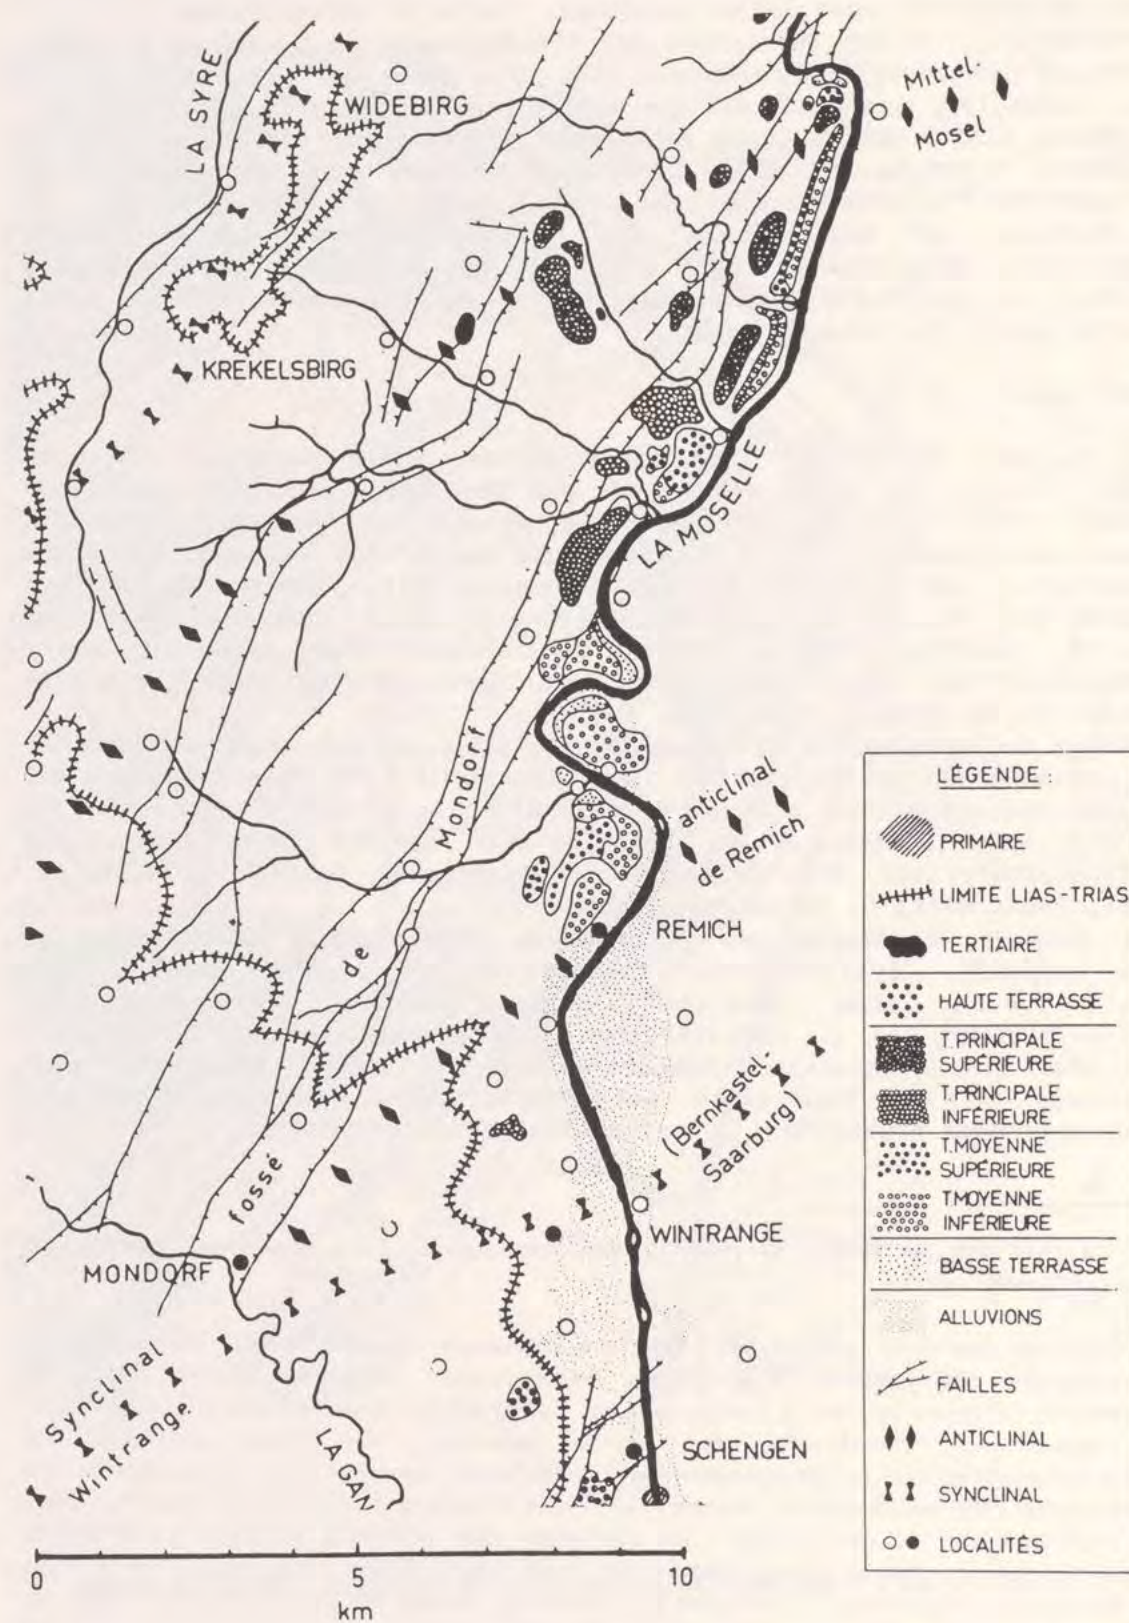 LA SYRE
WIDEBIRG
Mittel-
Mosel
KREKELSBIRG
LA MOSELLE
Mondorf
anticlinal
de Remich
REMICH
de
(Bernkastel-
Saarburg)
fossé
WINTRANGE
MONDORF
Synclinal
Wintrange
LA GAN
SCHENGEN
LÉGENDE :
PRIMAIRE
LIMITE LIAS-TRIAS
TERTIAIRE
HAUTE TERRASSE
T. PRINCIPALE
SUPÉRIEURE
T. PRINCIPALE
INFÉRIEURE
T. MOYENNE
SUPÉRIEURE
T. MOYENNE
INFÉRIEURE
BASSE TERRASSE
ALLUVIONS
FAILLES
ANTICLINAL
SYNCLINAL
LOCALITÉS
0 5 10
km